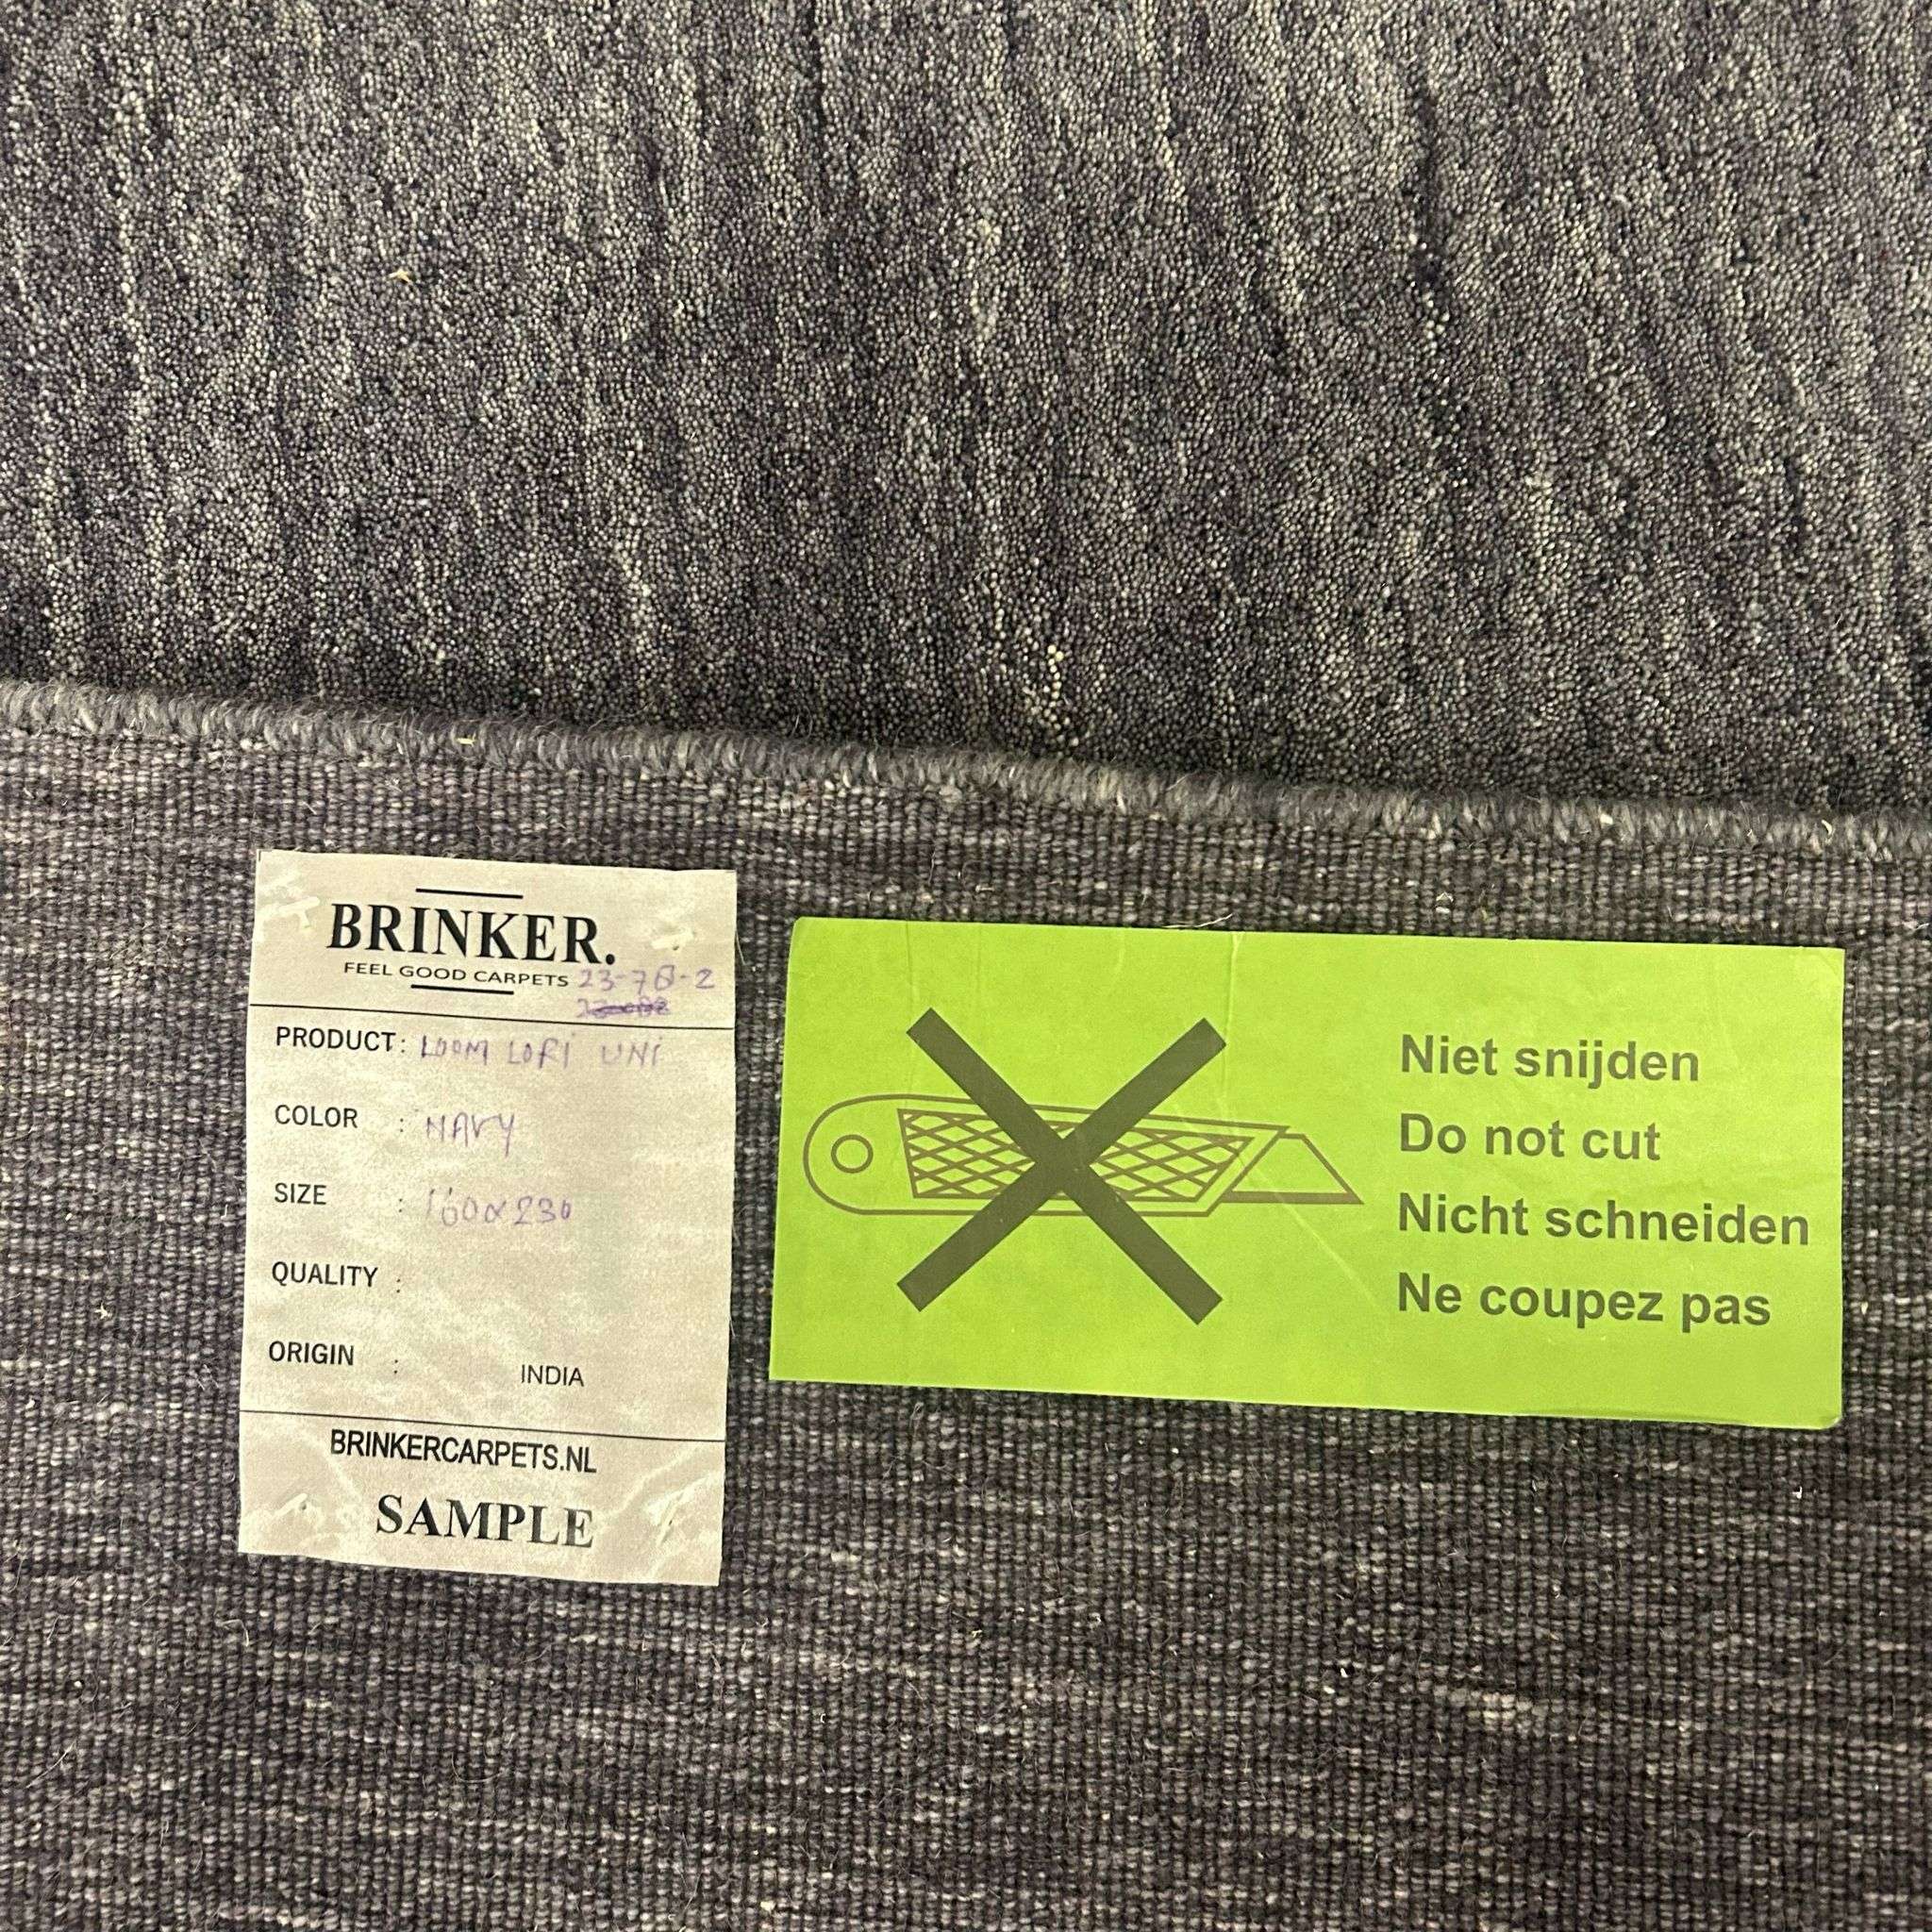 BRINKER.
FEEL GOOD CARPETS 23-78-2
PRODUCT: LOOM LORI UNI
COLOR : NAVY
SIZE : 160x230
QUALITY :
ORIGIN : INDIA
BRINKERCARPETS.NL
SAMPLE
Niet snijden
Do not cut
Nicht schneiden
Ne coupez pas